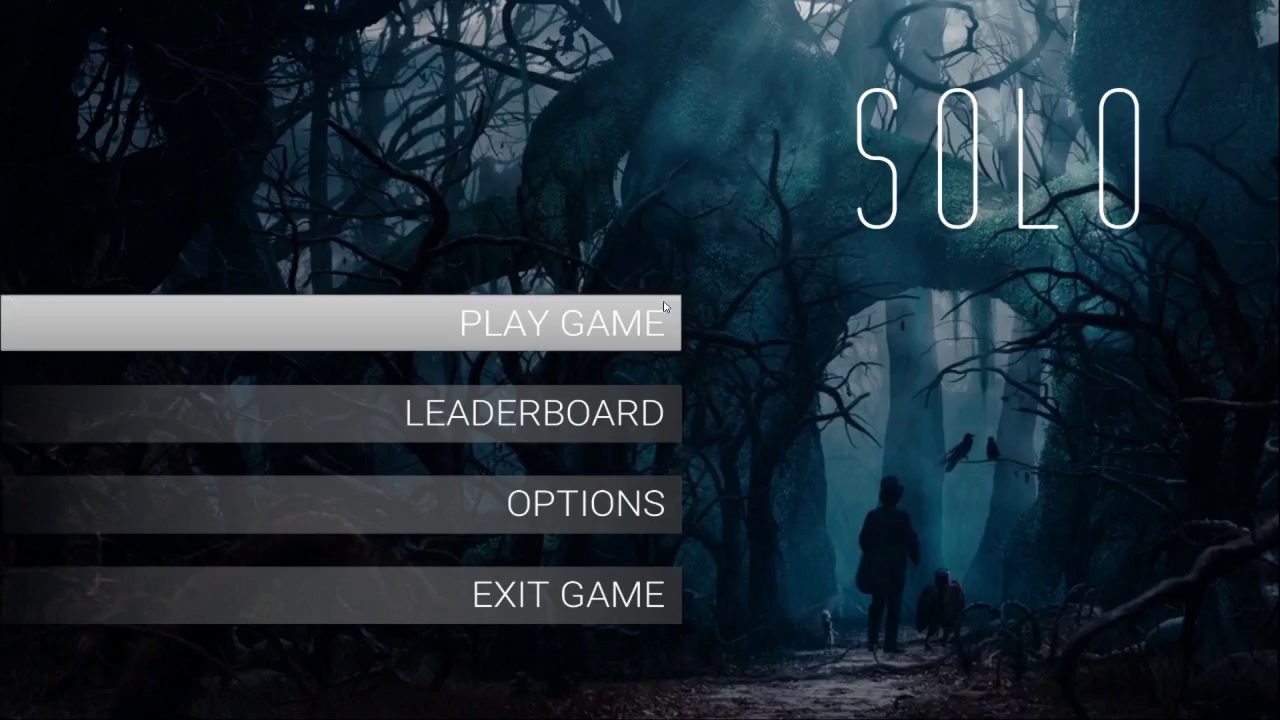 SOLO
PLAY GAME
LEADERBOARD
OPTIONS
EXIT GAME